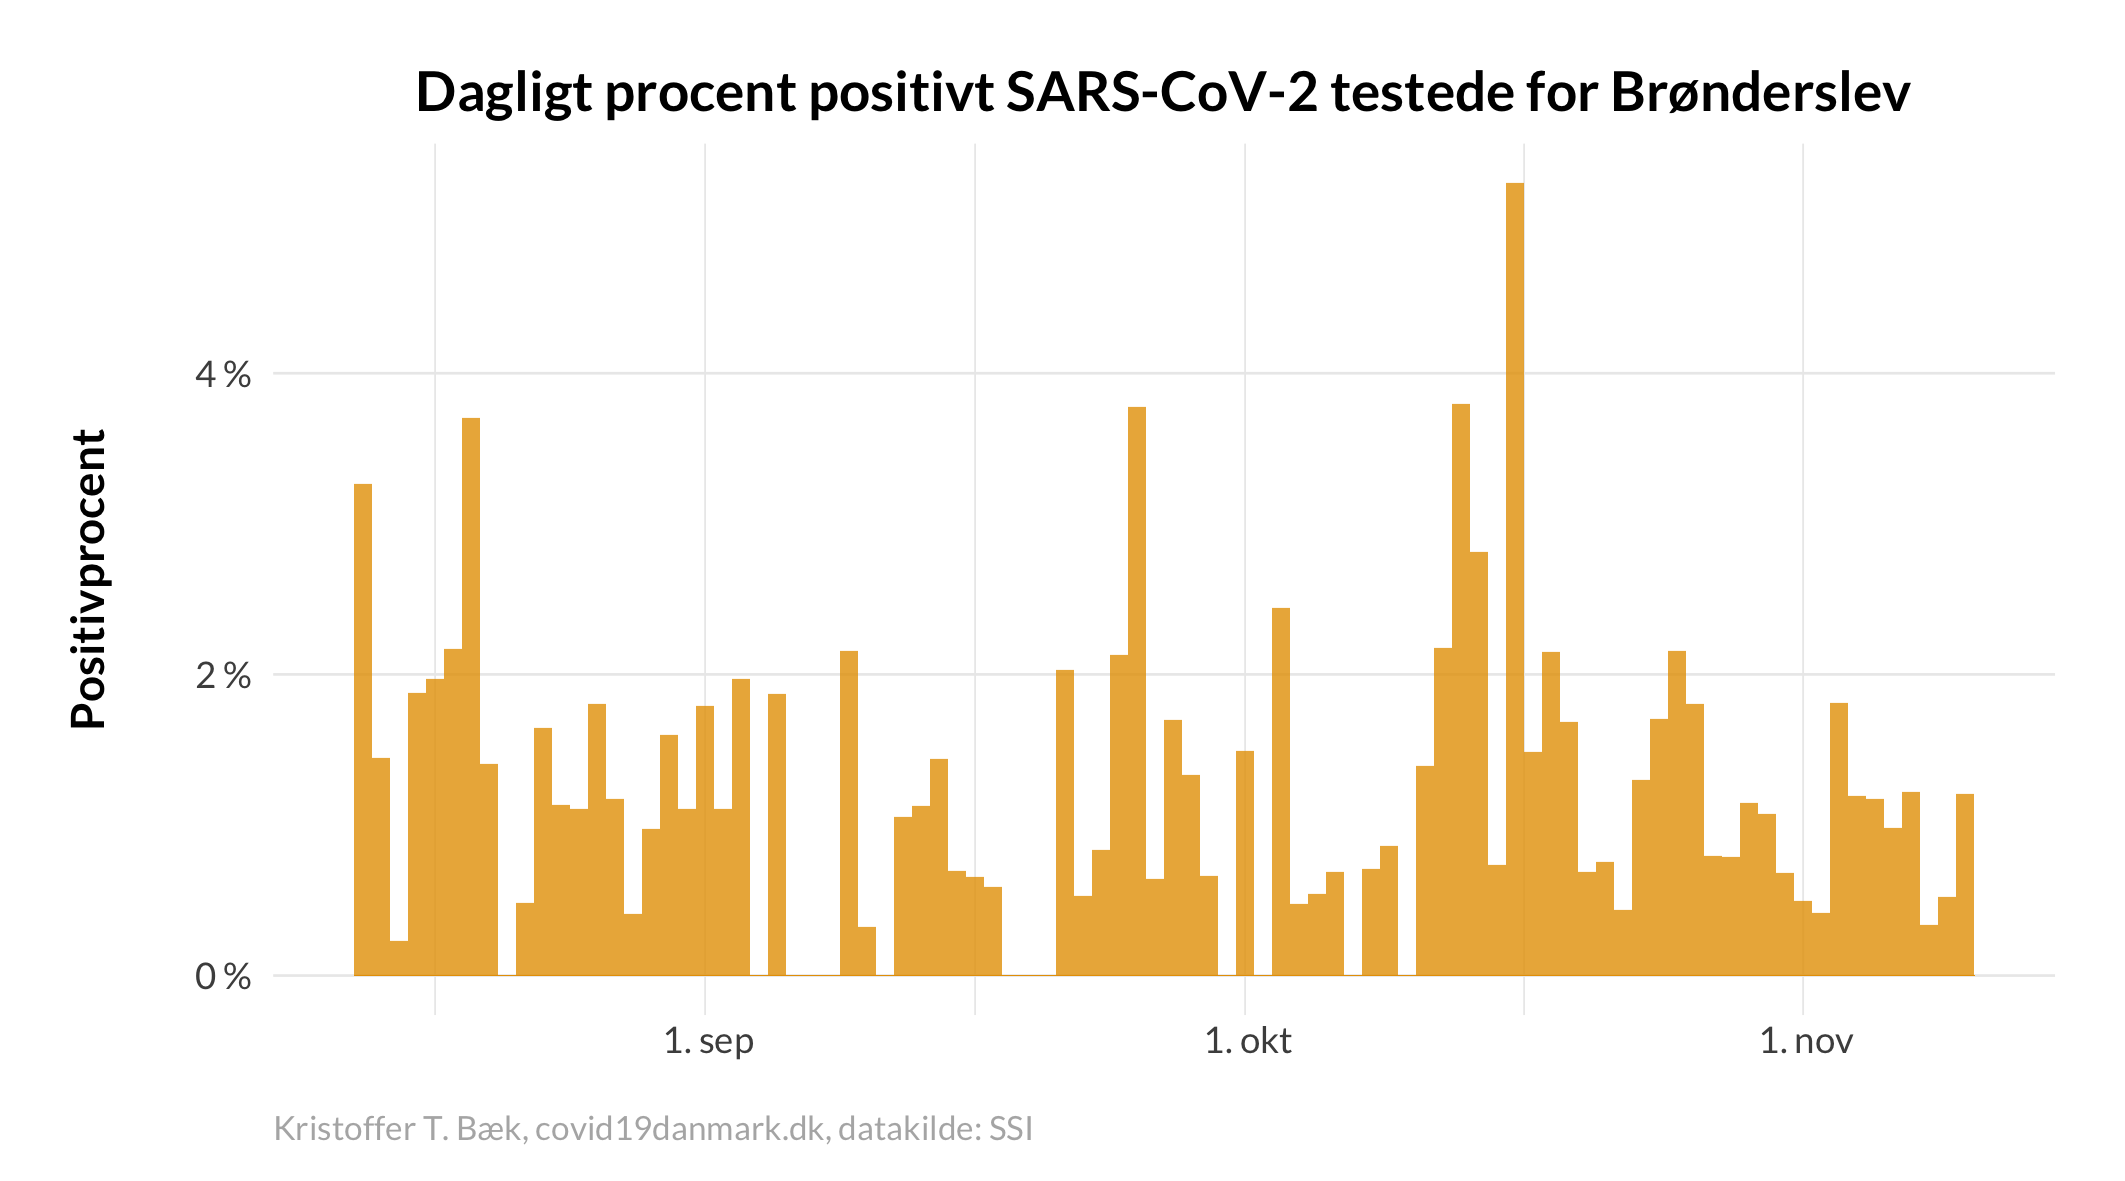 Dagligt procent positivt SARS-CoV-2 testede for Brønderslev
Positivprocent
4 %
2 %
0 %
1. sep
1. okt
1. nov
Kristoffer T. Bæk, covid19danmark.dk, datakilde: SSI